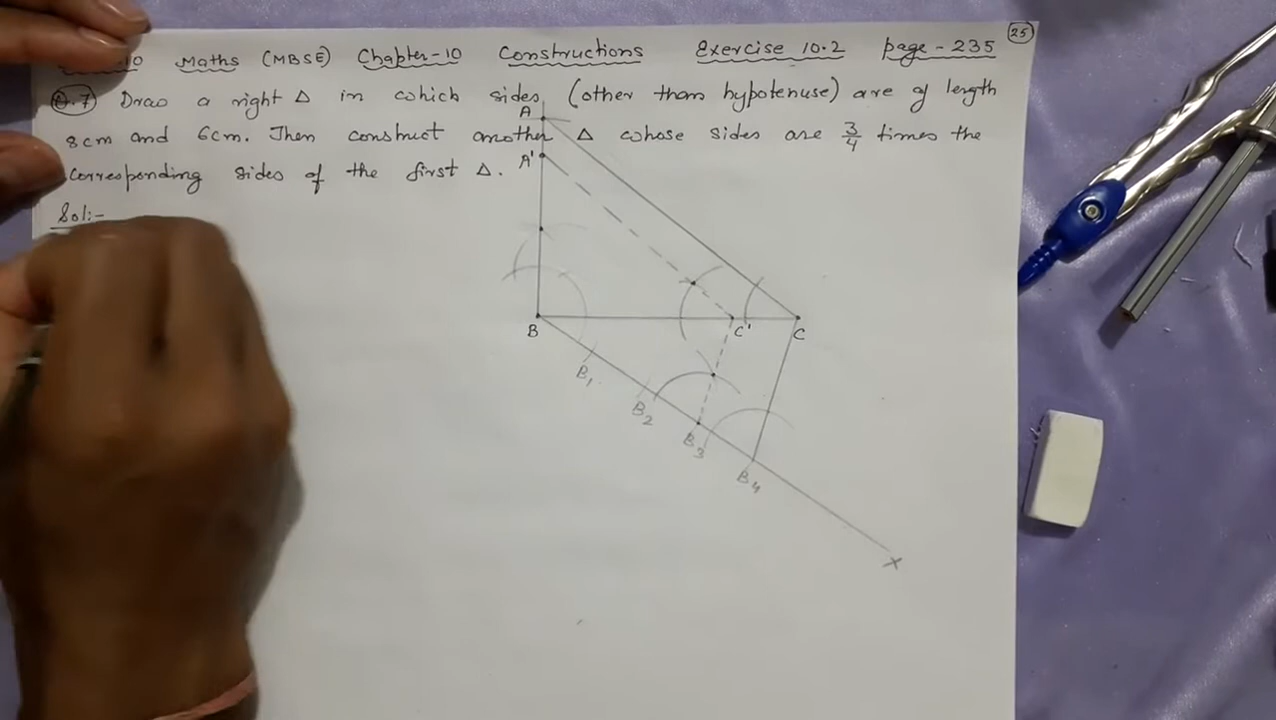 25
10 Maths (MBSE) Chapter-10 Constructions Exercise 10.2 page - 235
Q.7) Draw a right Δ in which sides (other than hypotenuse) are of length
8cm and 6cm. Then construct another Δ whose sides are 3/4 times the
corresponding sides of the first Δ.
Sol:-
A
A'
B
C'
C
B1
B2
B3
B4
X